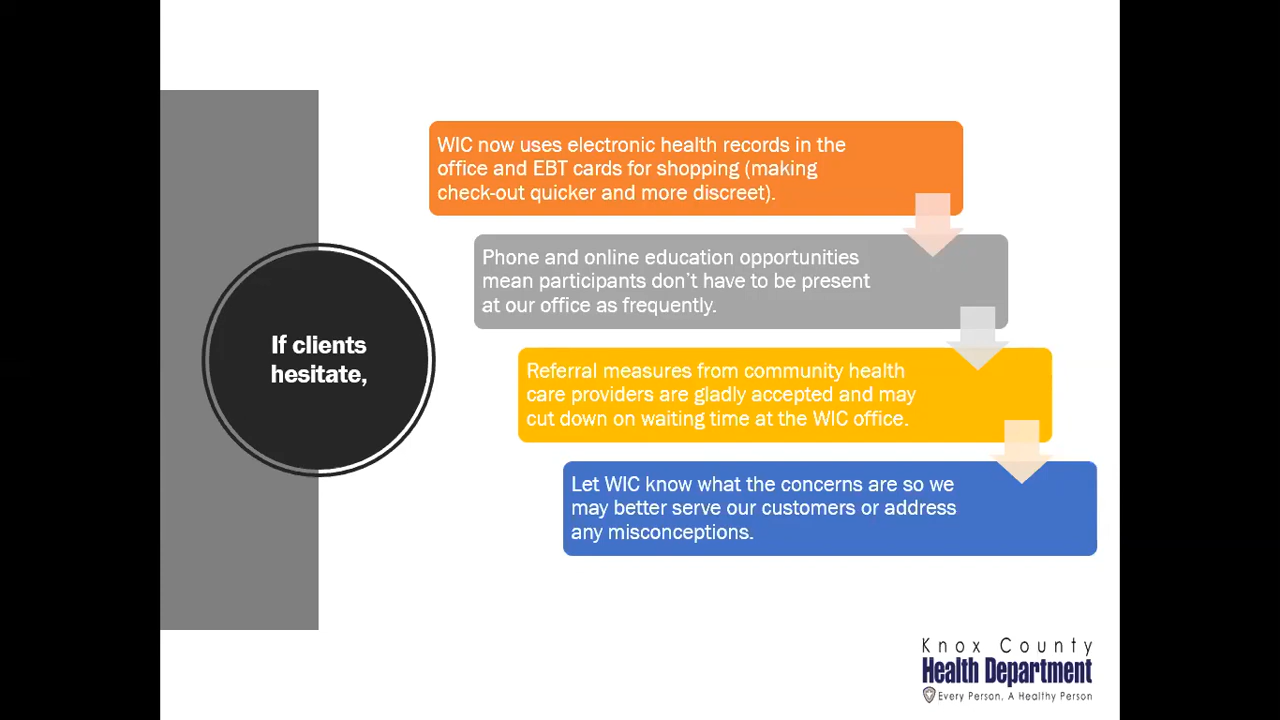 If clients
hesitate,
WIC now uses electronic health records in the
office and EBT cards for shopping (making
check-out quicker and more discreet).
Phone and online education opportunities
mean participants don't have to be present
at our office as frequently.
Referral measures from community health
care providers are gladly accepted and may
cut down on waiting time at the WIC office.
Let WIC know what the concerns are so we
may better serve our customers or address
any misconceptions.
Knox County
Health Department
Every Person, A Healthy Person